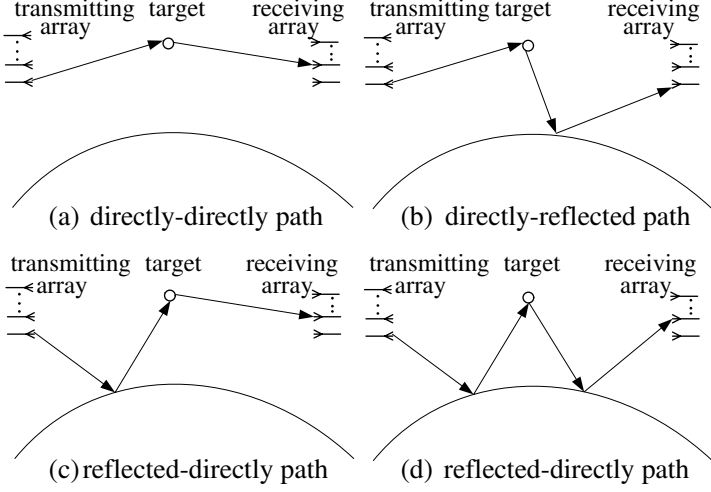 transmitting target receiving
array array
(a) directly-directly path
transmitting target receiving
array array
(b) directly-reflected path
transmitting target receiving
array array
(c) reflected-directly path
transmitting target receiving
array array
(d) reflected-directly path